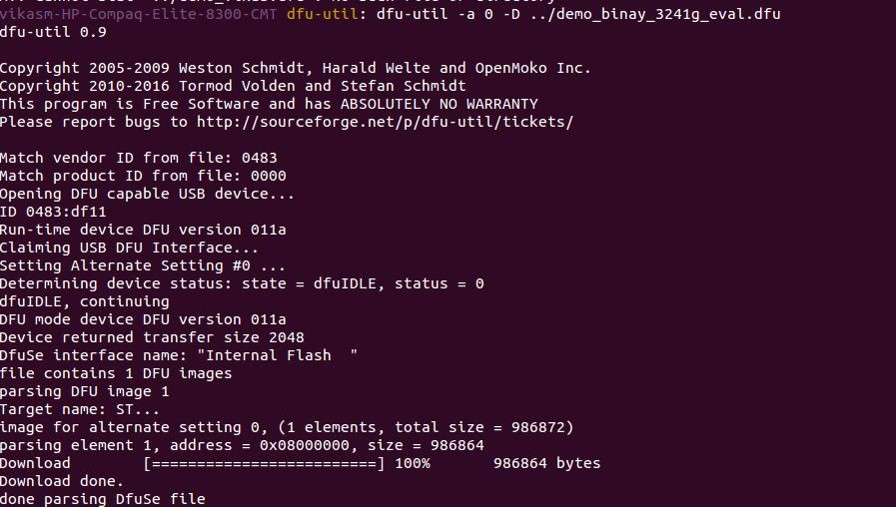 vikasm-HP-Compaq-Elite-8300-CMT dfu-util: dfu-util -a 0 -D ../demo_binay_3241g_eval.dfu
dfu-util 0.9
Copyright 2005-2009 Weston Schmidt, Harald Welte and OpenMoko Inc.
Copyright 2010-2016 Tormod Volden and Stefan Schmidt
This program is Free Software and has ABSOLUTELY NO WARRANTY
Please report bugs to http://sourceforge.net/p/dfu-util/tickets/
Match vendor ID from file: 0483
Match product ID from file: 0000
Opening DFU capable USB device...
ID 0483:df11
Run-time device DFU version 011a
Claiming USB DFU Interface...
Setting Alternate Setting #0 ...
Determining device status: state = dfuIDLE, status = 0
dfuIDLE, continuing
DFU mode device DFU version 011a
Device returned transfer size 2048
DfuSe interface name: "Internal Flash  "
file contains 1 DFU images
parsing DFU image 1
Target name: ST...
image for alternate setting 0, (1 elements, total size = 986872)
parsing element 1, address = 0x08000000, size = 986864
Download        [=========================] 100%       986864 bytes
Download done.
done parsing DfuSe file